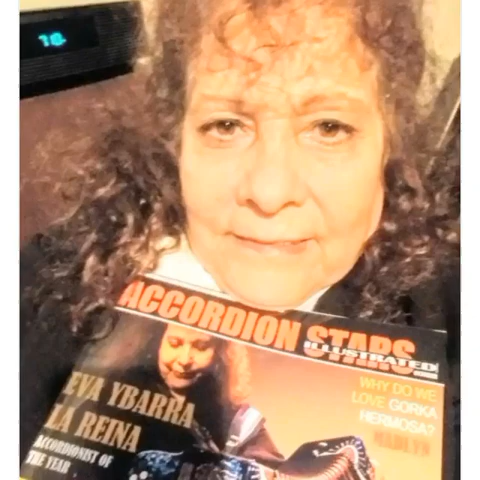 ACCORDION STARS
ILLUSTRATED
EVA YBARRA
LA REINA
ACCORDIONIST OF
THE YEAR
WHY DO WE
LOVE GORKA
HERMOSA?